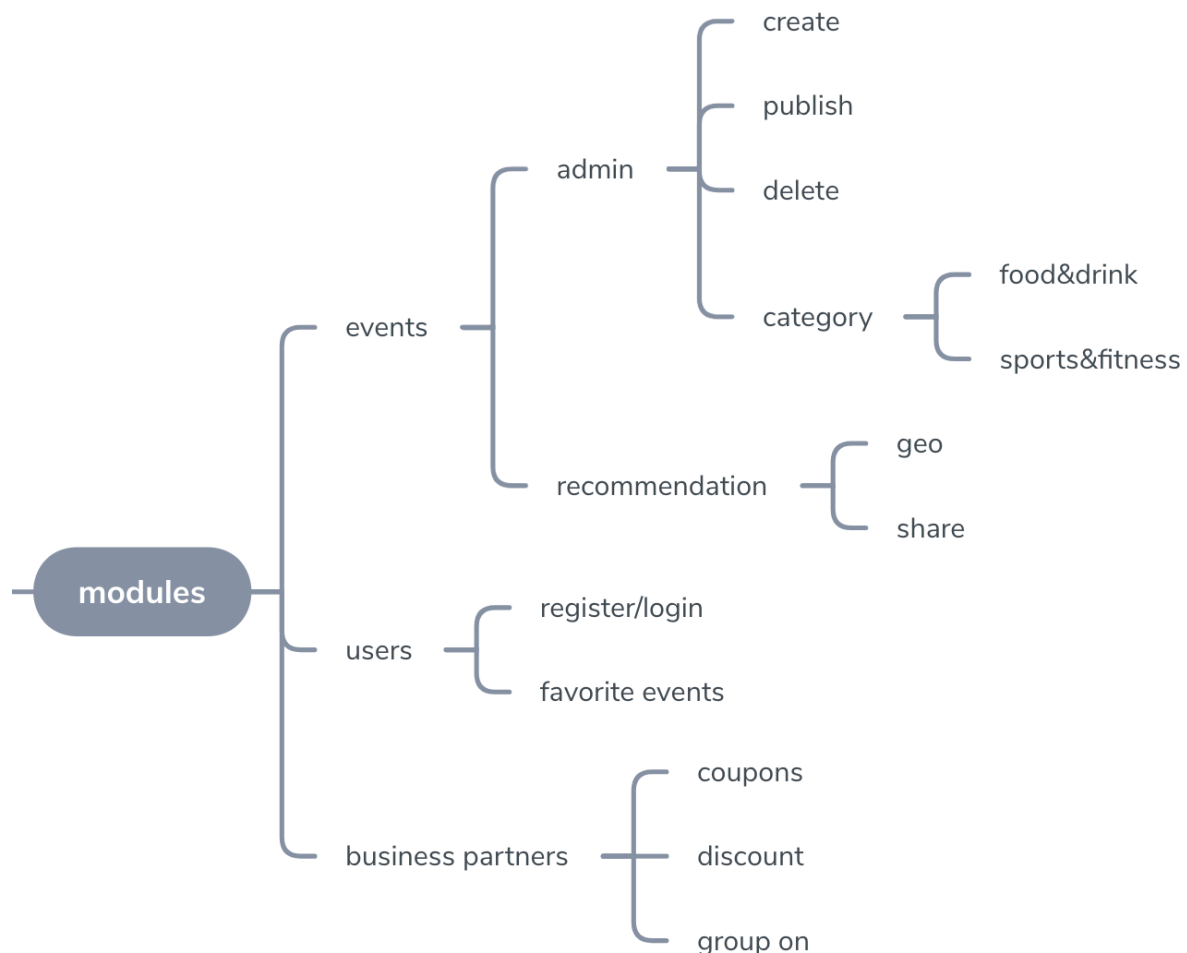 create
publish
admin
delete
food&drink
category
events
sports&fitness
geo
recommendation
share
modules
register/login
users
favorite events
coupons
business partners
discount
group on